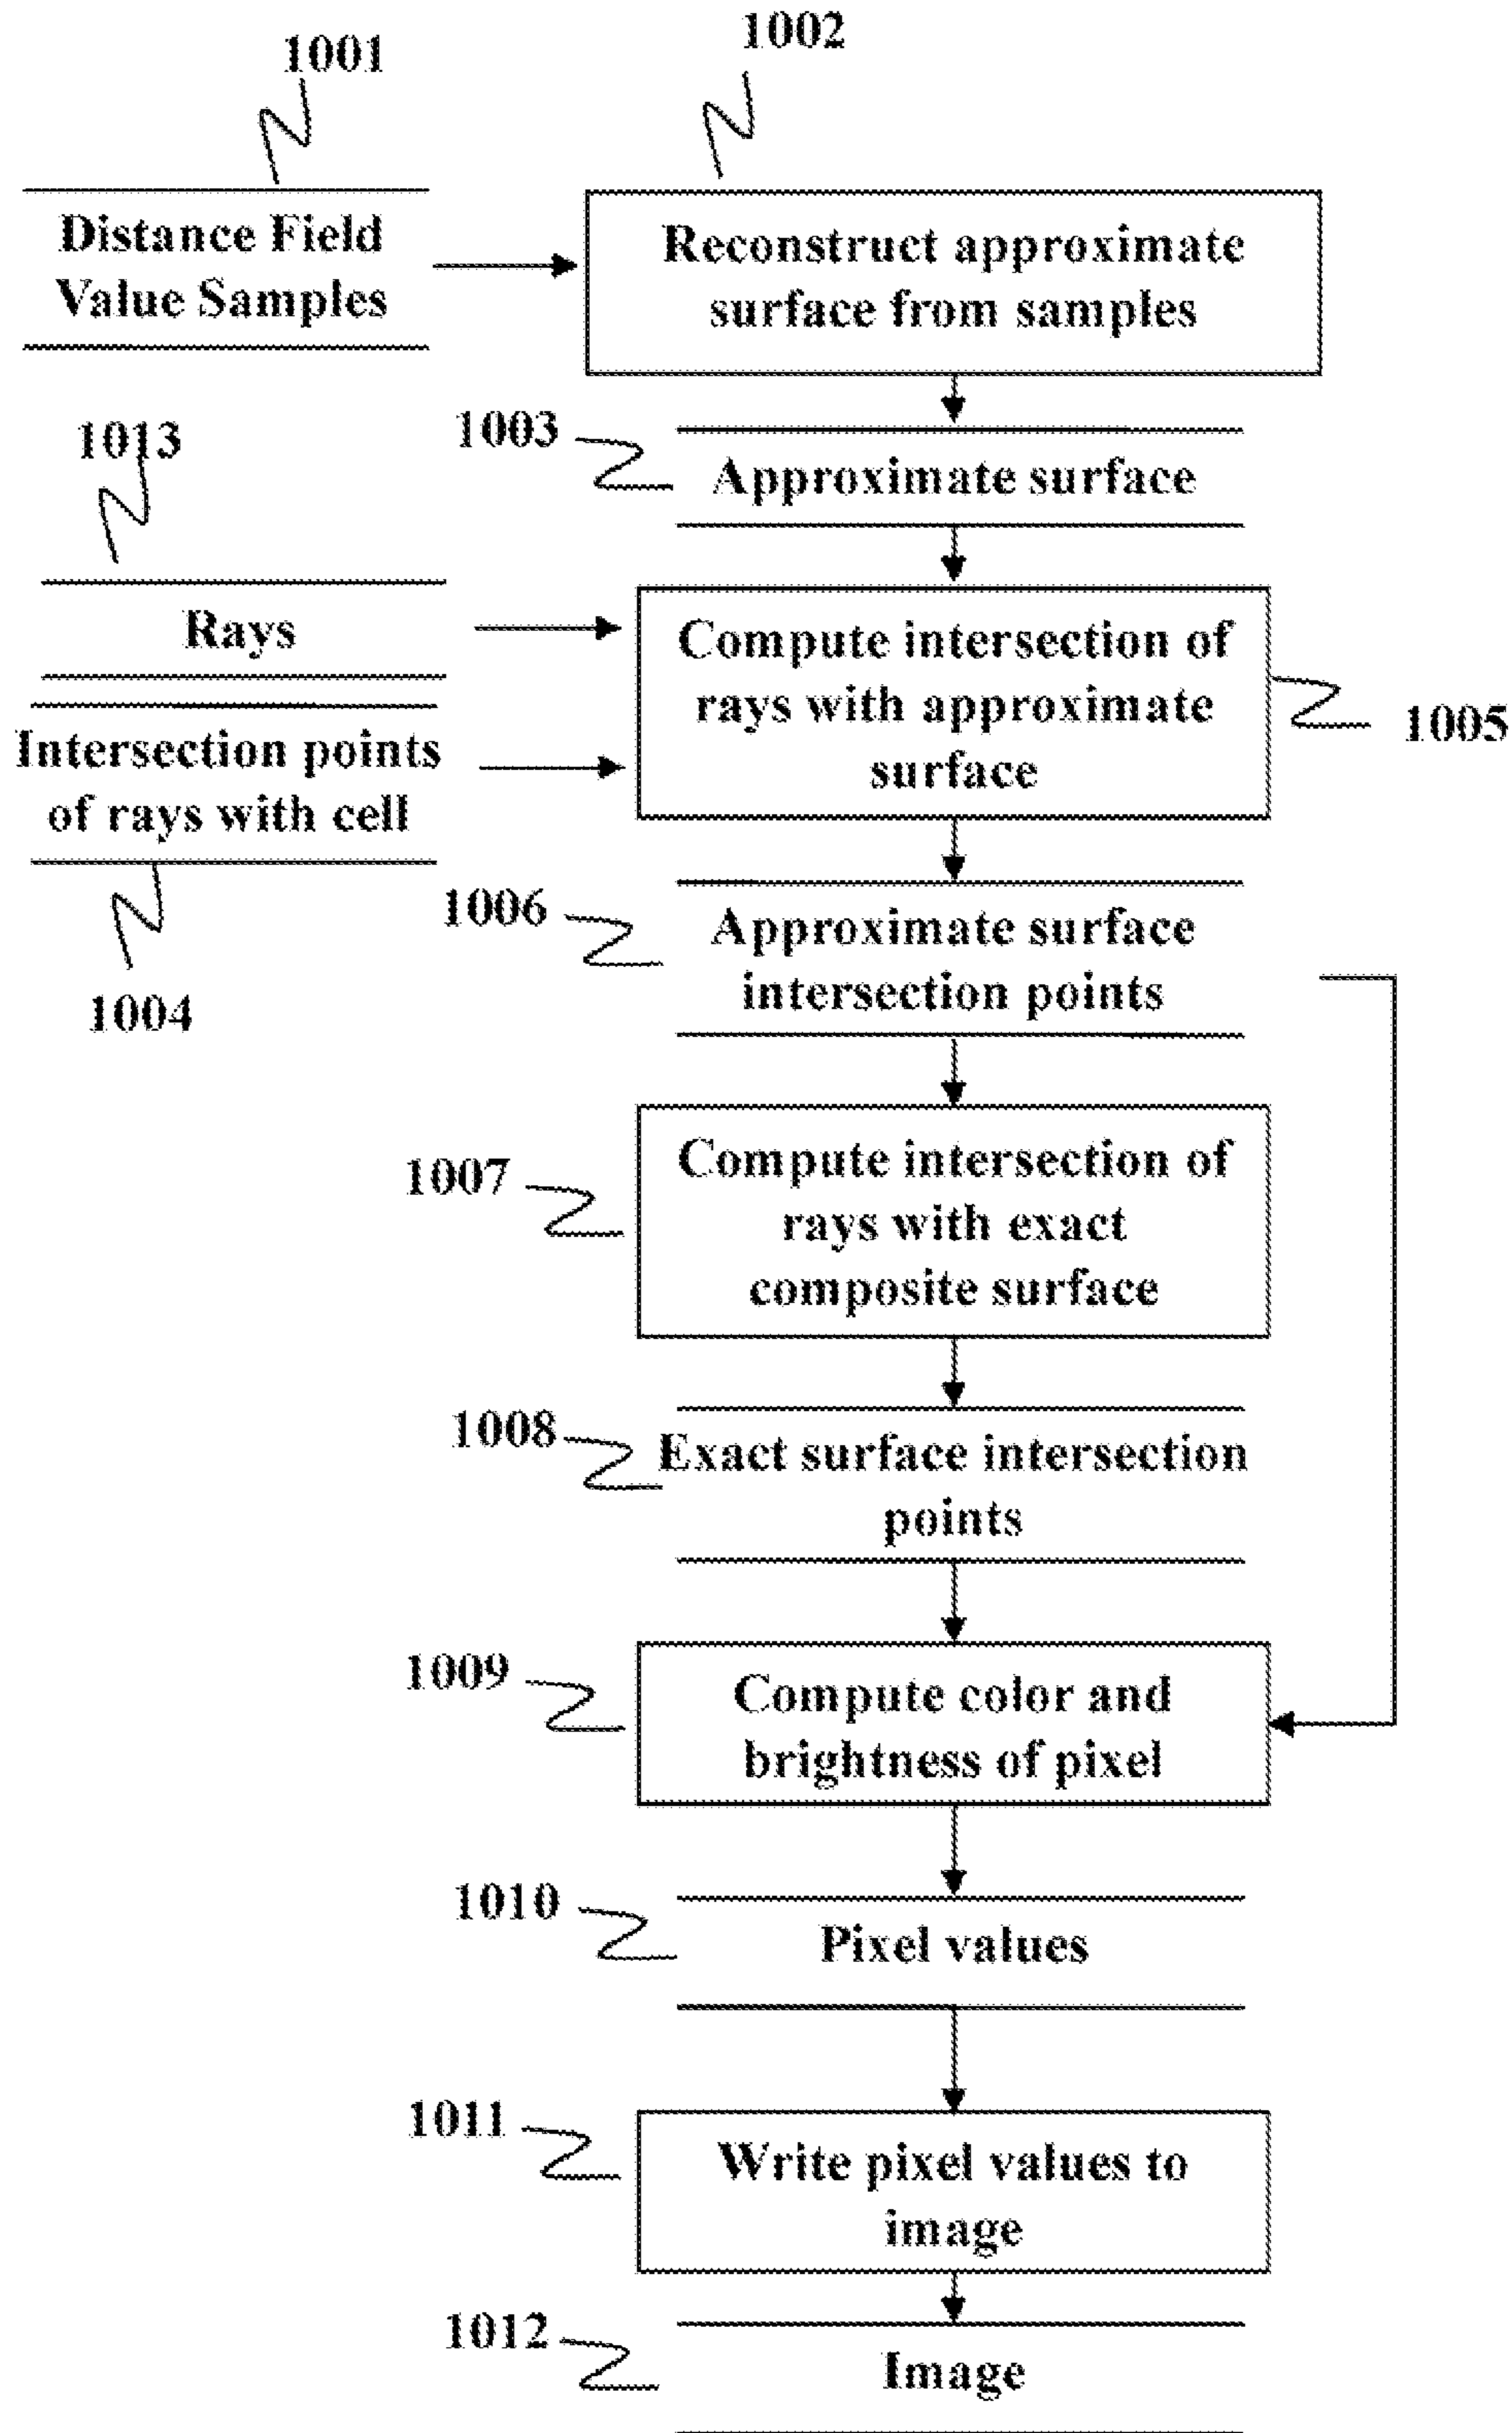 1001
1002
Distance Field
Value Samples
Reconstruct approximate
surface from samples
1003
Approximate surface
1013
Rays
Intersection points
of rays with cell
1004
Compute intersection of
rays with approximate
surface
1005
1006
Approximate surface
intersection points
1007
Compute intersection of
rays with exact
composite surface
1008
Exact surface intersection
points
1009
Compute color and
brightness of pixel
1010
Pixel values
1011
Write pixel values to
image
1012
Image